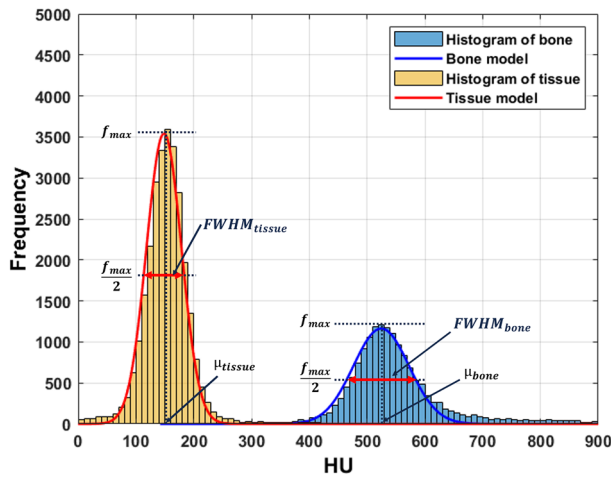 5000
4500
4000
3500
3000
2500
2000
1500
1000
500
0
Frequency
Histogram of bone
Bone model
Histogram of tissue
Tissue model
f_max
FWHM_tissue
f_max
2
μ_tissue
f_max
FWHM_bone
f_max
2
μ_bone
0 100 200 300 400 500 600 700 800 900
HU